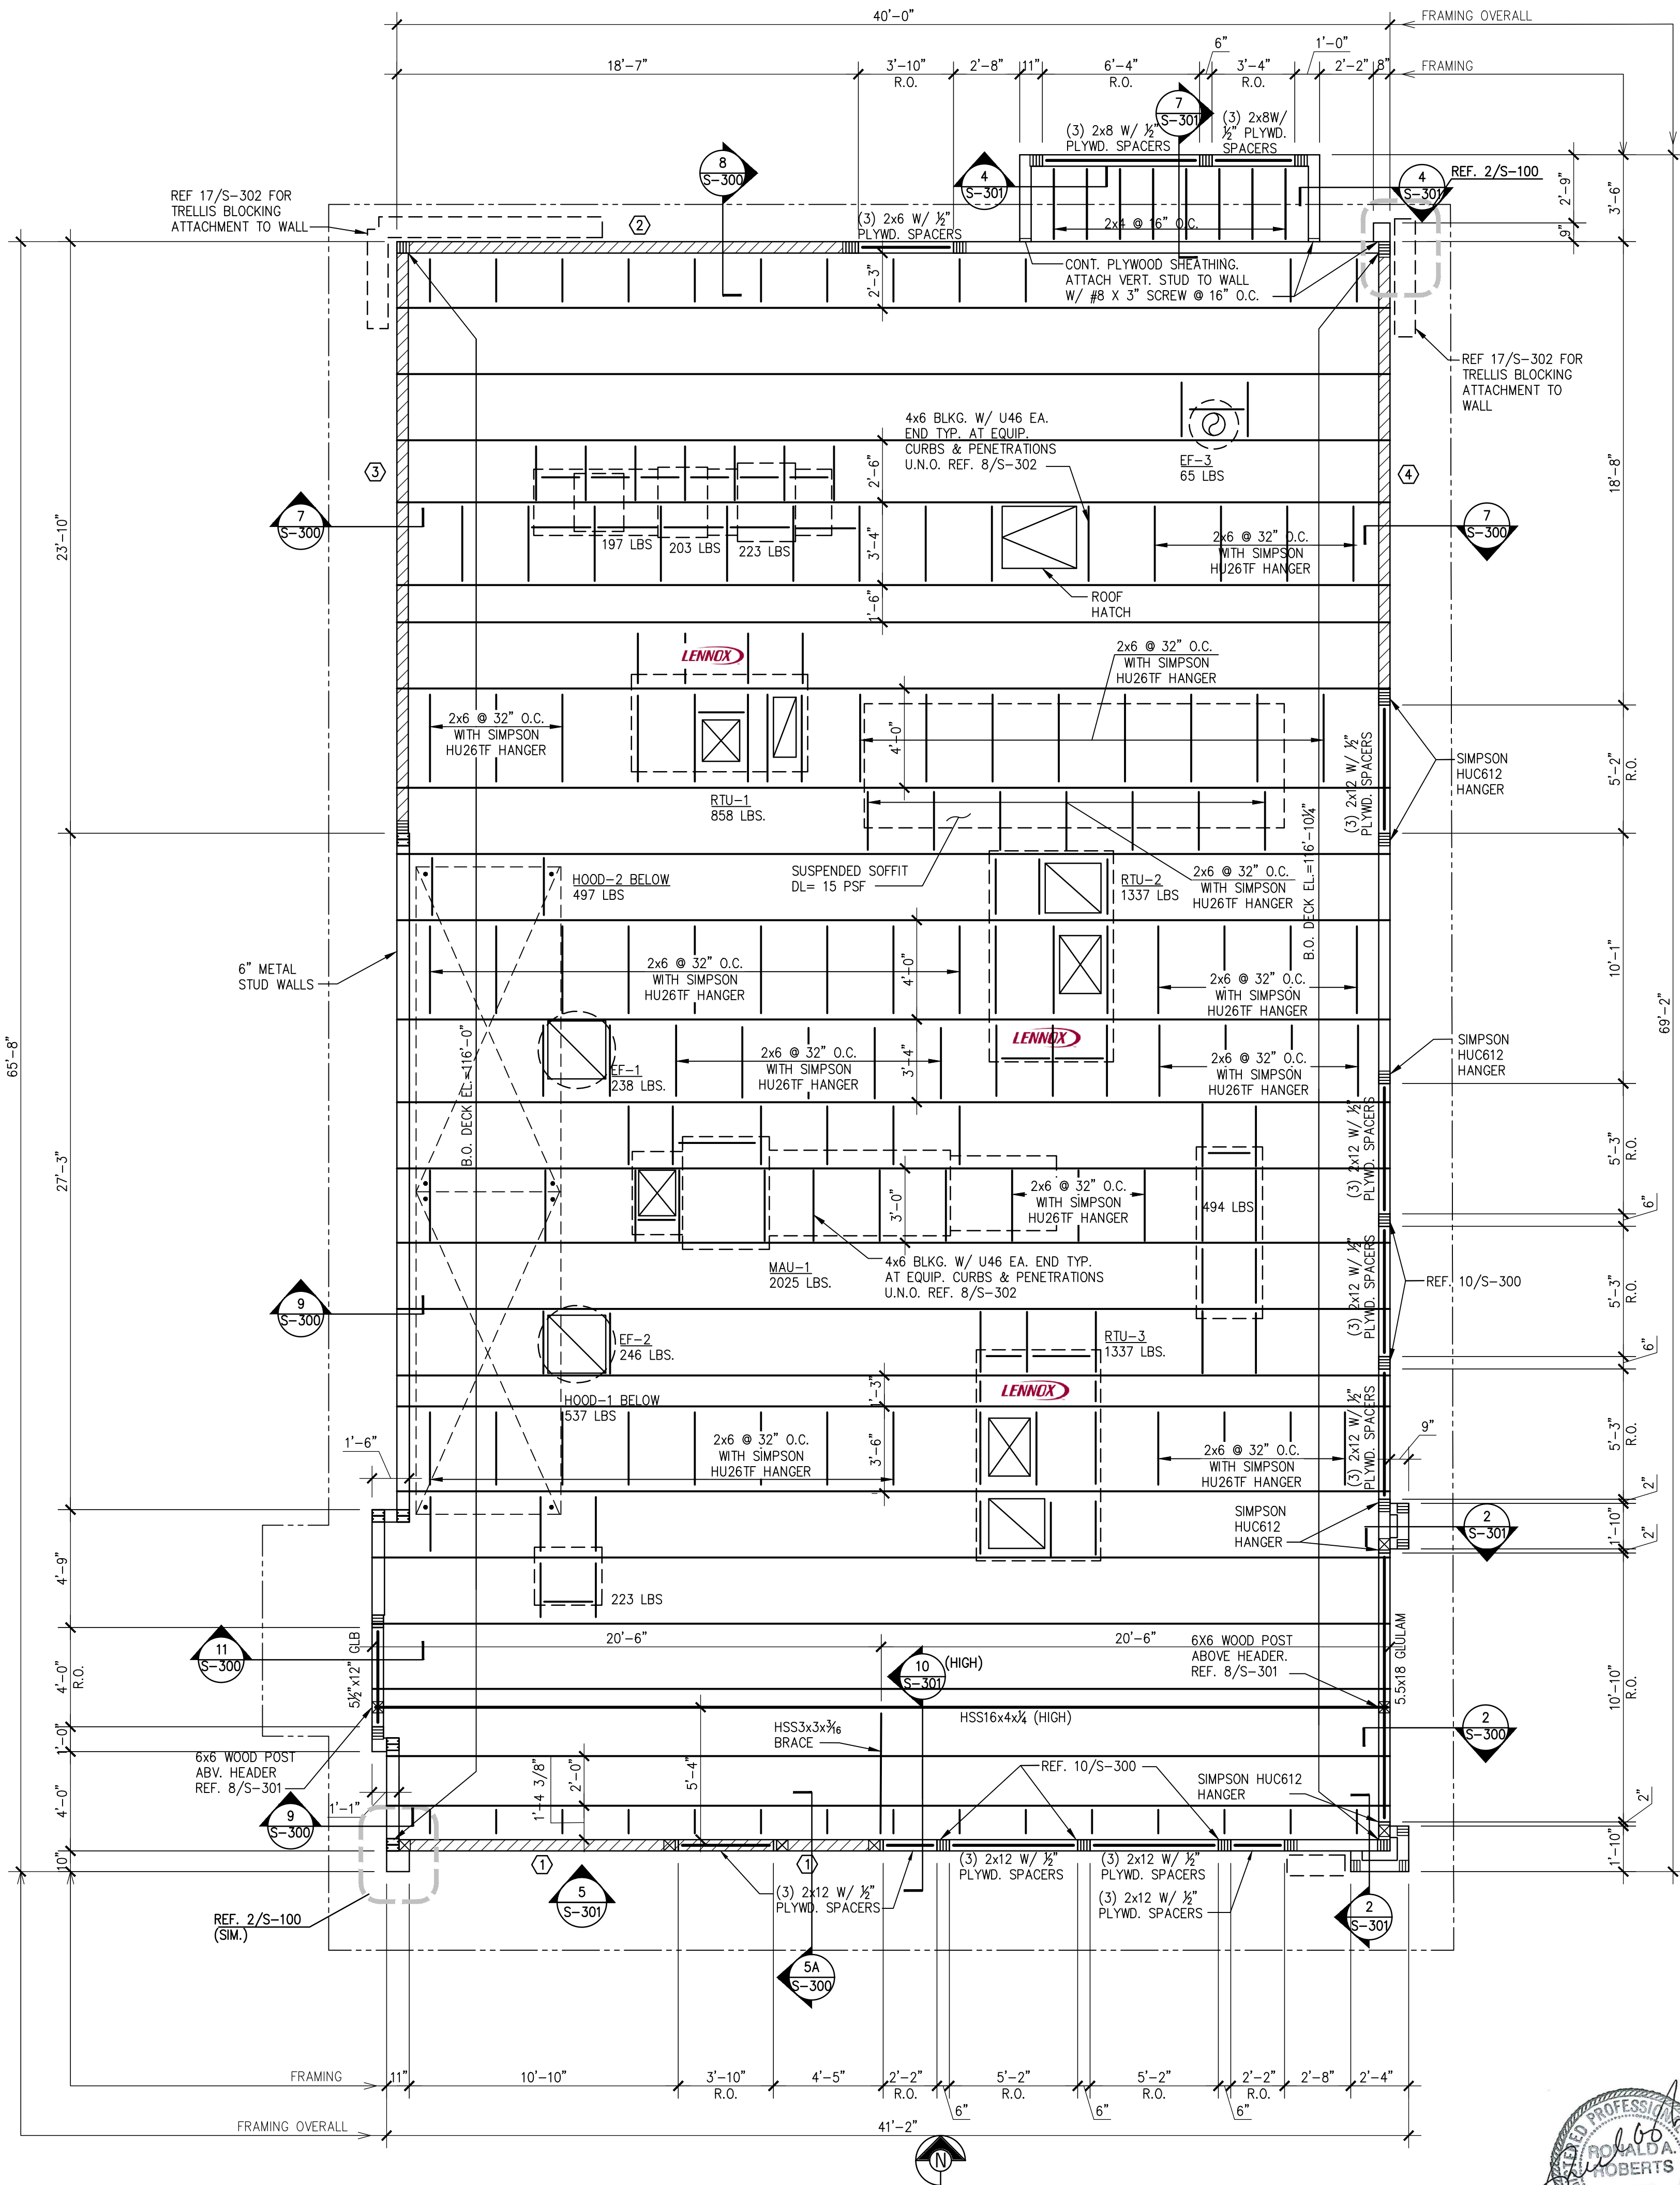 40'-0"
FRAMING OVERALL
18'-7"
3'-10"
R.O.
2'-8"
11"
6'-4"
R.O.
6"
3'-4"
R.O.
1'-0"
2'-2"
8"
FRAMING
7
S-301
(3) 2x8 W/ ½"
PLYWD. SPACERS
(3) 2x8W/
½" PLYWD.
SPACERS
8
S-300
4
S-301
4
S-301
REF. 2/S-100
2'-9"
3'-6"
9"
REF 17/S-302 FOR
TRELLIS BLOCKING
ATTACHMENT TO WALL
2
(3) 2x6 W/ ½"
PLYWD. SPACERS
2x4 @ 16" O.C.
CONT. PLYWOOD SHEATHING.
ATTACH VERT. STUD TO WALL
W/ #8 X 3" SCREW @ 16" O.C.
2'-3"
REF 17/S-302 FOR
TRELLIS BLOCKING
ATTACHMENT TO
WALL
4x6 BLKG. W/ U46 EA.
END TYP. AT EQUIP.
CURBS & PENETRATIONS
U.N.O. REF. 8/S-302
EF-3
65 LBS
3
4
2'-6"
18'-8"
23'-10"
7
S-300
7
S-300
197 LBS
203 LBS
223 LBS
3'-4"
2x6 @ 32" O.C.
WITH SIMPSON
HU26TF HANGER
ROOF
HATCH
1'-6"
LENNOX
2x6 @ 32" O.C.
WITH SIMPSON
HU26TF HANGER
2x6 @ 32" O.C.
WITH SIMPSON
HU26TF HANGER
4'-0"
(3) 2x12 W/ ½"
PLYWD. SPACERS
SIMPSON
HUC612
HANGER
5'-2"
R.O.
RTU-1
858 LBS.
B.O. DECK EL.=116'-10¼"
SUSPENDED SOFFIT
DL= 15 PSF
HOOD-2 BELOW
497 LBS
RTU-2
1337 LBS
2x6 @ 32" O.C.
WITH SIMPSON
HU26TF HANGER
6" METAL
STUD WALLS
2x6 @ 32" O.C.
WITH SIMPSON
HU26TF HANGER
4'-0"
2x6 @ 32" O.C.
WITH SIMPSON
HU26TF HANGER
10'-1"
69'-2"
65'-8"
LENNOX
B.O. DECK EL.=116'-0"
EF-1
238 LBS.
2x6 @ 32" O.C.
WITH SIMPSON
HU26TF HANGER
3'-4"
2x6 @ 32" O.C.
WITH SIMPSON
HU26TF HANGER
SIMPSON
HUC612
HANGER
27'-3"
(3) 2x12 W/ ½"
PLYWD. SPACERS
5'-3"
R.O.
3'-0"
2x6 @ 32" O.C.
WITH SIMPSON
HU26TF HANGER
494 LBS
6"
MAU-1
2025 LBS.
4x6 BLKG. W/ U46 EA. END TYP.
AT EQUIP. CURBS & PENETRATIONS
U.N.O. REF. 8/S-302
(3) 2x12 W/ ½"
PLYWD. SPACERS
REF. 10/S-300
5'-3"
R.O.
9
S-300
EF-2
246 LBS.
RTU-3
1337 LBS.
6"
HOOD-1 BELOW
537 LBS
1'-3"
LENNOX
(3) 2x12 W/ ½"
PLYWD. SPACERS
5'-3"
R.O.
1'-6"
2x6 @ 32" O.C.
WITH SIMPSON
HU26TF HANGER
3'-6"
2x6 @ 32" O.C.
WITH SIMPSON
HU26TF HANGER
9"
2"
SIMPSON
HUC612
HANGER
2
S-301
1'-10"
2"
4'-9"
223 LBS
11
S-300
4'-0"
R.O.
5½"x12" GLB
20'-6"
20'-6"
10
S-301
(HIGH)
6X6 WOOD POST
ABOVE HEADER.
REF. 8/S-301
5.5x18 GLULAM
10'-10"
R.O.
HSS16x4x¼ (HIGH)
HSS3x3x3⁄16
BRACE
2
S-300
1'-0"
6x6 WOOD POST
ABV. HEADER
REF. 8/S-301
1'-4 3/8"
2'-0"
5'-4"
REF. 10/S-300
SIMPSON HUC612
HANGER
4'-0"
9
S-300
1'-1"
2"
10"
1'-10"
1
1
5
S-301
(3) 2x12 W/ ½"
PLYWD. SPACERS
(3) 2x12 W/ ½"
PLYWD. SPACERS
(3) 2x12 W/ ½"
PLYWD. SPACERS
(3) 2x12 W/ ½"
PLYWD. SPACERS
2
S-301
REF. 2/S-100
(SIM.)
5A
S-300
FRAMING
11"
10'-10"
3'-10"
R.O.
4'-5"
2'-2"
R.O.
6"
5'-2"
R.O.
6"
5'-2"
R.O.
6"
2'-2"
R.O.
2'-8"
2'-4"
FRAMING OVERALL
41'-2"
N
PROFESSION
RONALD A.
ROBERTS